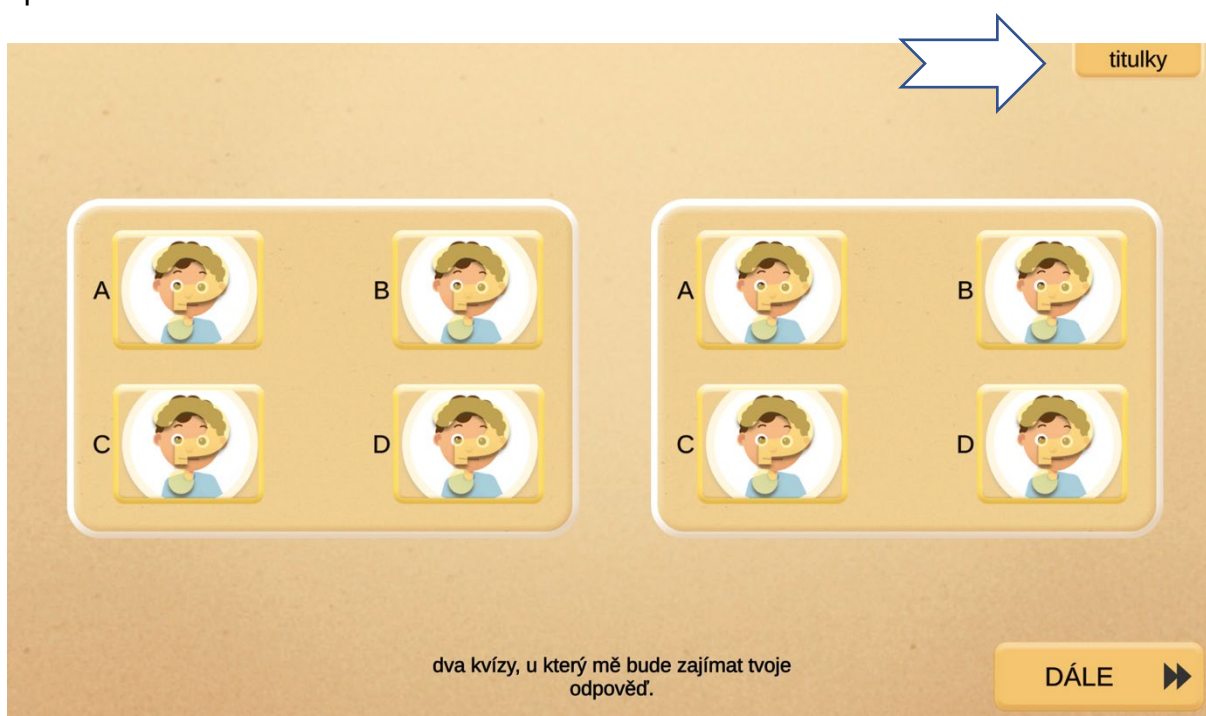 titulky
A
B
A
B
C
D
C
D
dva kvízy, u který mě bude zajímat tvoje
odpověď.
DÁLE